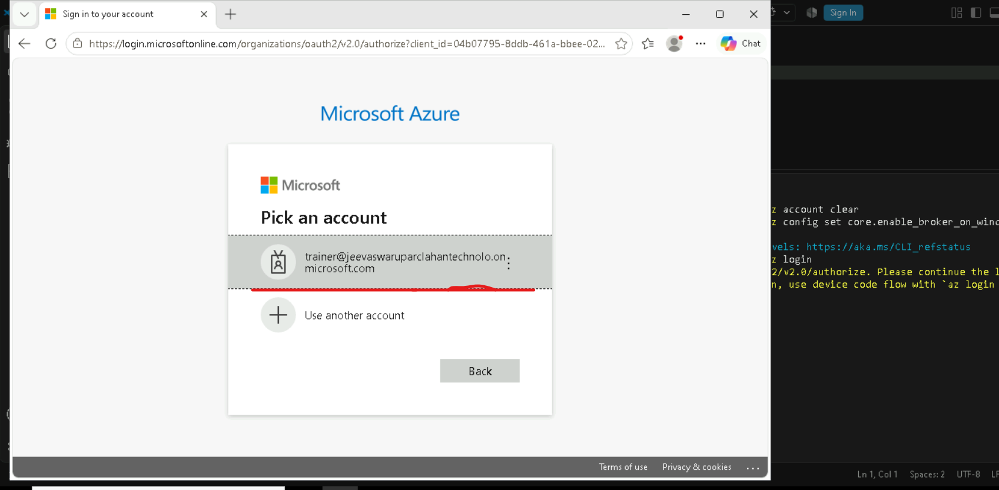 Sign in to your account
Sign In
https://login.microsoftonline.com/organizations/oauth2/v2.0/authorize?client_id=04b07795-8ddb-461a-bbee-02...
Chat
Microsoft Azure
Microsoft
Pick an account
trainer@jeevaswaruparclahantechnolo.on
microsoft.com
Use another account
Back
z account clear
z config set core.enable_broker_on_wind
vels: https://aka.ms/CLI_refstatus
z login
2/v2.0/authorize. Please continue the l
n, use device code flow with `az login
Terms of use
Privacy & cookies
...
Ln 1, Col 1
Spaces: 2
UTF-8
LF